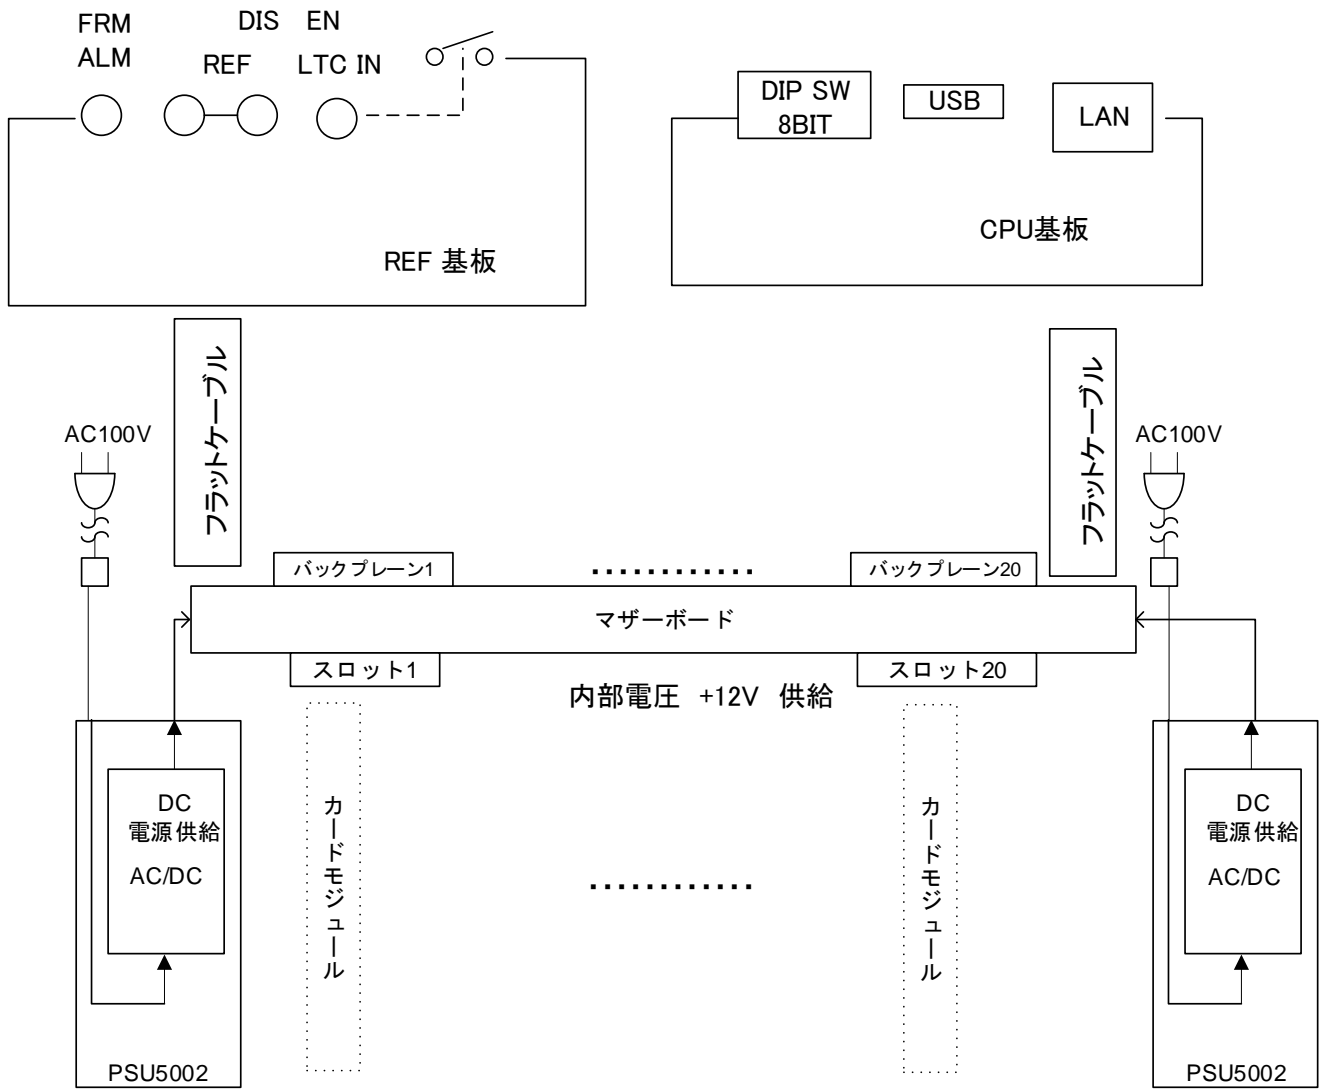 FRM
ALM
DIS EN
REF LTC IN
REF 基板
DIP SW
8BIT
USB
LAN
CPU基板
フラットケーブル
フラットケーブル
AC100V
AC100V
バックプレーン1
バックプレーン20
マザーボード
スロット1
スロット20
内部電圧 +12V 供給
カードモジュール
カードモジュール
DC
電源供給
AC/DC
PSU5002
DC
電源供給
AC/DC
PSU5002